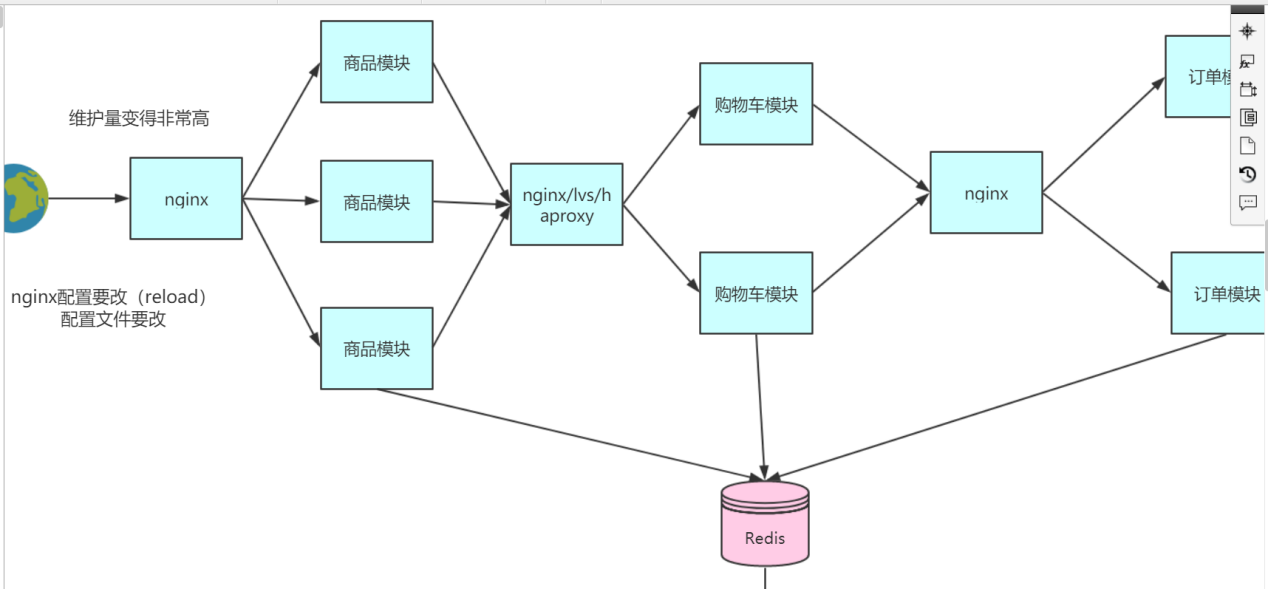 商品模块
订单模
维护量变得非常高
购物车模块
nginx
商品模块
nginx/lvs/h
aproxy
nginx
nginx配置要改（reload）
配置文件要改
商品模块
购物车模块
订单模块
Redis